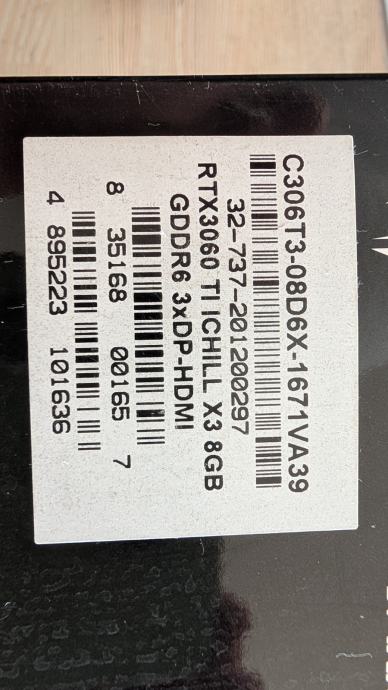 C306T3-08D6X-1671VA39
32-737-201200297
RTX3060 TI ICHILL X3 8GB
GDDR6 3xDP-HDMI
8 35168 00165 7
4 895223 101636